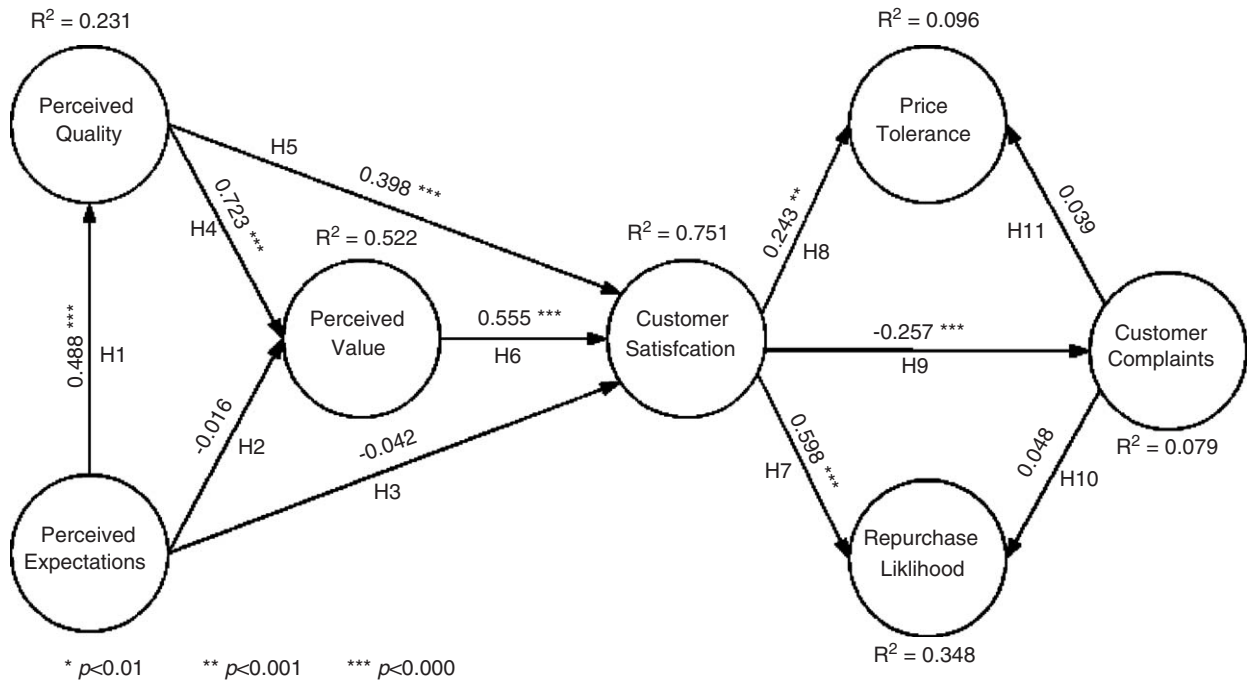 R² = 0.231
Perceived
Quality
H5
0.398 ***
H4
0.723 ***
R² = 0.522
Perceived
Value
0.488 ***
H1
-0.016
H2
Perceived
Expectations
-0.042
H3
0.555 ***
H6
R² = 0.751
Customer
Satisfcation
R² = 0.096
Price
Tolerance
0.243 **
H8
0.039
H11
-0.257 ***
H9
Customer
Complaints
R² = 0.079
0.598 ***
H7
0.048
H10
Repurchase
Liklihood
R² = 0.348
* p<0.01 ** p<0.001 *** p<0.000